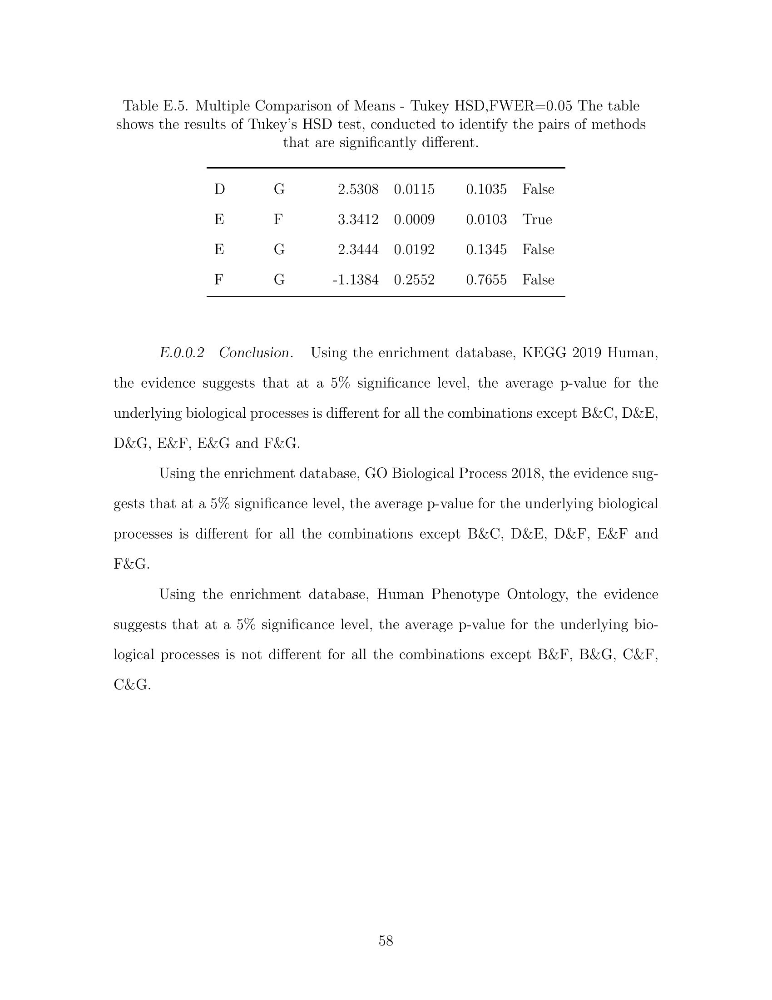 Table E.5. Multiple Comparison of Means - Tukey HSD,FWER=0.05 The table
shows the results of Tukey's HSD test, conducted to identify the pairs of methods
that are significantly different.
D G 2.5308 0.0115 0.1035 False
E F 3.3412 0.0009 0.0103 True
E G 2.3444 0.0192 0.1345 False
F G -1.1384 0.2552 0.7655 False
E.0.0.2 Conclusion. Using the enrichment database, KEGG 2019 Human,
the evidence suggests that at a 5% significance level, the average p-value for the
underlying biological processes is different for all the combinations except B&C, D&E,
D&G, E&F, E&G and F&G.
Using the enrichment database, GO Biological Process 2018, the evidence sug-
gests that at a 5% significance level, the average p-value for the underlying biological
processes is different for all the combinations except B&C, D&E, D&F, E&F and
F&G.
Using the enrichment database, Human Phenotype Ontology, the evidence
suggests that at a 5% significance level, the average p-value for the underlying bio-
logical processes is not different for all the combinations except B&F, B&G, C&F,
C&G.
58